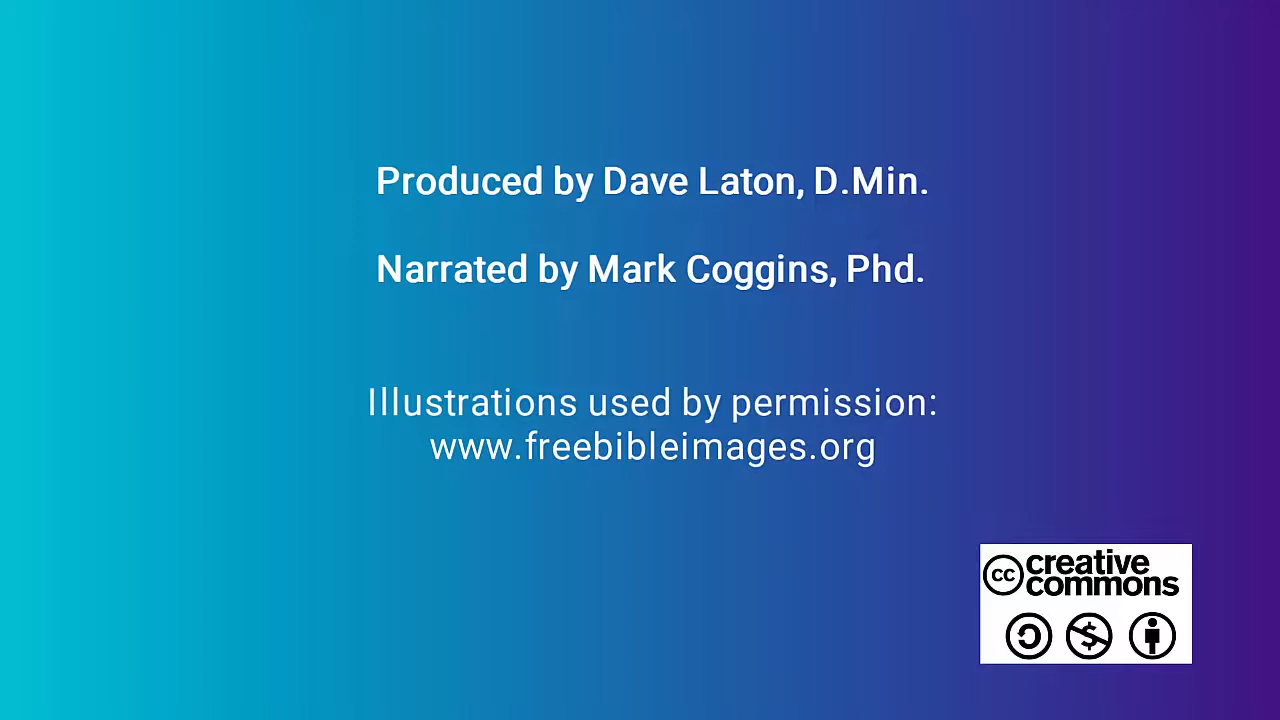 Produced by Dave Laton, D.Min.
Narrated by Mark Coggins, Phd.
Illustrations used by permission:
www.freebibleimages.org
cc creative
commons